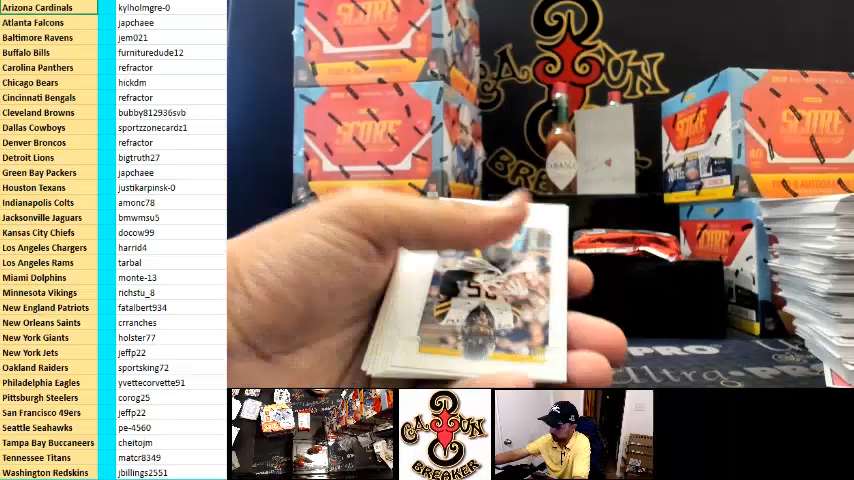 Arizona Cardinals kylholmgre-0
Atlanta Falcons japchaee
Baltimore Ravens jem021
Buffalo Bills furnituredude12
Carolina Panthers refractor
Chicago Bears hickdm
Cincinnati Bengals refractor
Cleveland Browns bubby812936svb
Dallas Cowboys sportzzonecardz1
Denver Broncos refractor
Detroit Lions bigtruth27
Green Bay Packers japchaee
Houston Texans justikarpinsk-0
Indianapolis Colts amonc78
Jacksonville Jaguars bmwmsu5
Kansas City Chiefs docow99
Los Angeles Chargers harrid4
Los Angeles Rams tarbal
Miami Dolphins monte-13
Minnesota Vikings richstu_8
New England Patriots fatalbert934
New Orleans Saints crranches
New York Giants holster77
New York Jets jeffp22
Oakland Raiders sportsking72
Philadelphia Eagles yvettecorvette91
Pittsburgh Steelers corog25
San Francisco 49ers jeffp22
Seattle Seahawks pe-4560
Tampa Bay Buccaneers cheitojm
Tennessee Titans matcr8349
Washington Redskins jbillings2551
SCORE
SCORE
SCORE
SCORE
CAJUN
BREAKER
Ultra PRO
CAJUN
BREAKER